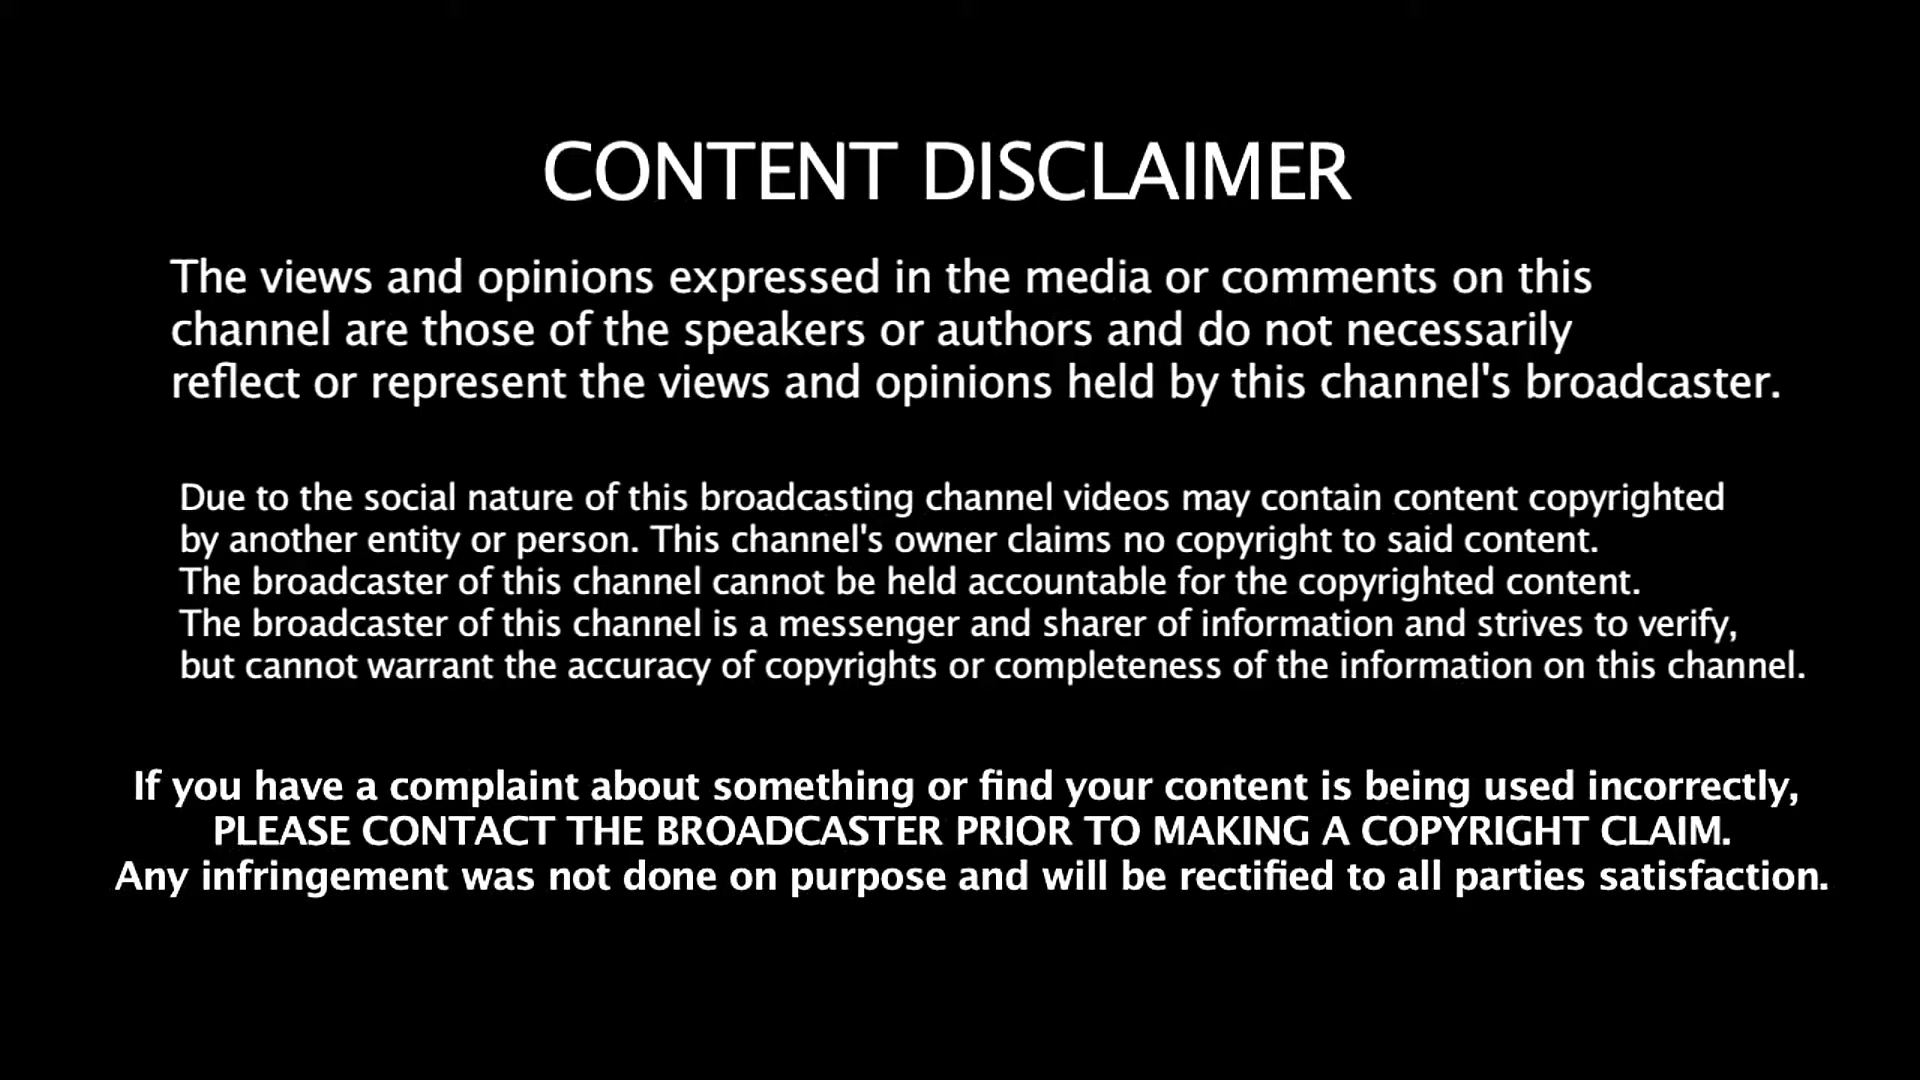 CONTENT DISCLAIMER
The views and opinions expressed in the media or comments on this
channel are those of the speakers or authors and do not necessarily
reflect or represent the views and opinions held by this channel's broadcaster.
Due to the social nature of this broadcasting channel videos may contain content copyrighted
by another entity or person. This channel's owner claims no copyright to said content.
The broadcaster of this channel cannot be held accountable for the copyrighted content.
The broadcaster of this channel is a messenger and sharer of information and strives to verify,
but cannot warrant the accuracy of copyrights or completeness of the information on this channel.
If you have a complaint about something or find your content is being used incorrectly,
PLEASE CONTACT THE BROADCASTER PRIOR TO MAKING A COPYRIGHT CLAIM.
Any infringement was not done on purpose and will be rectified to all parties satisfaction.